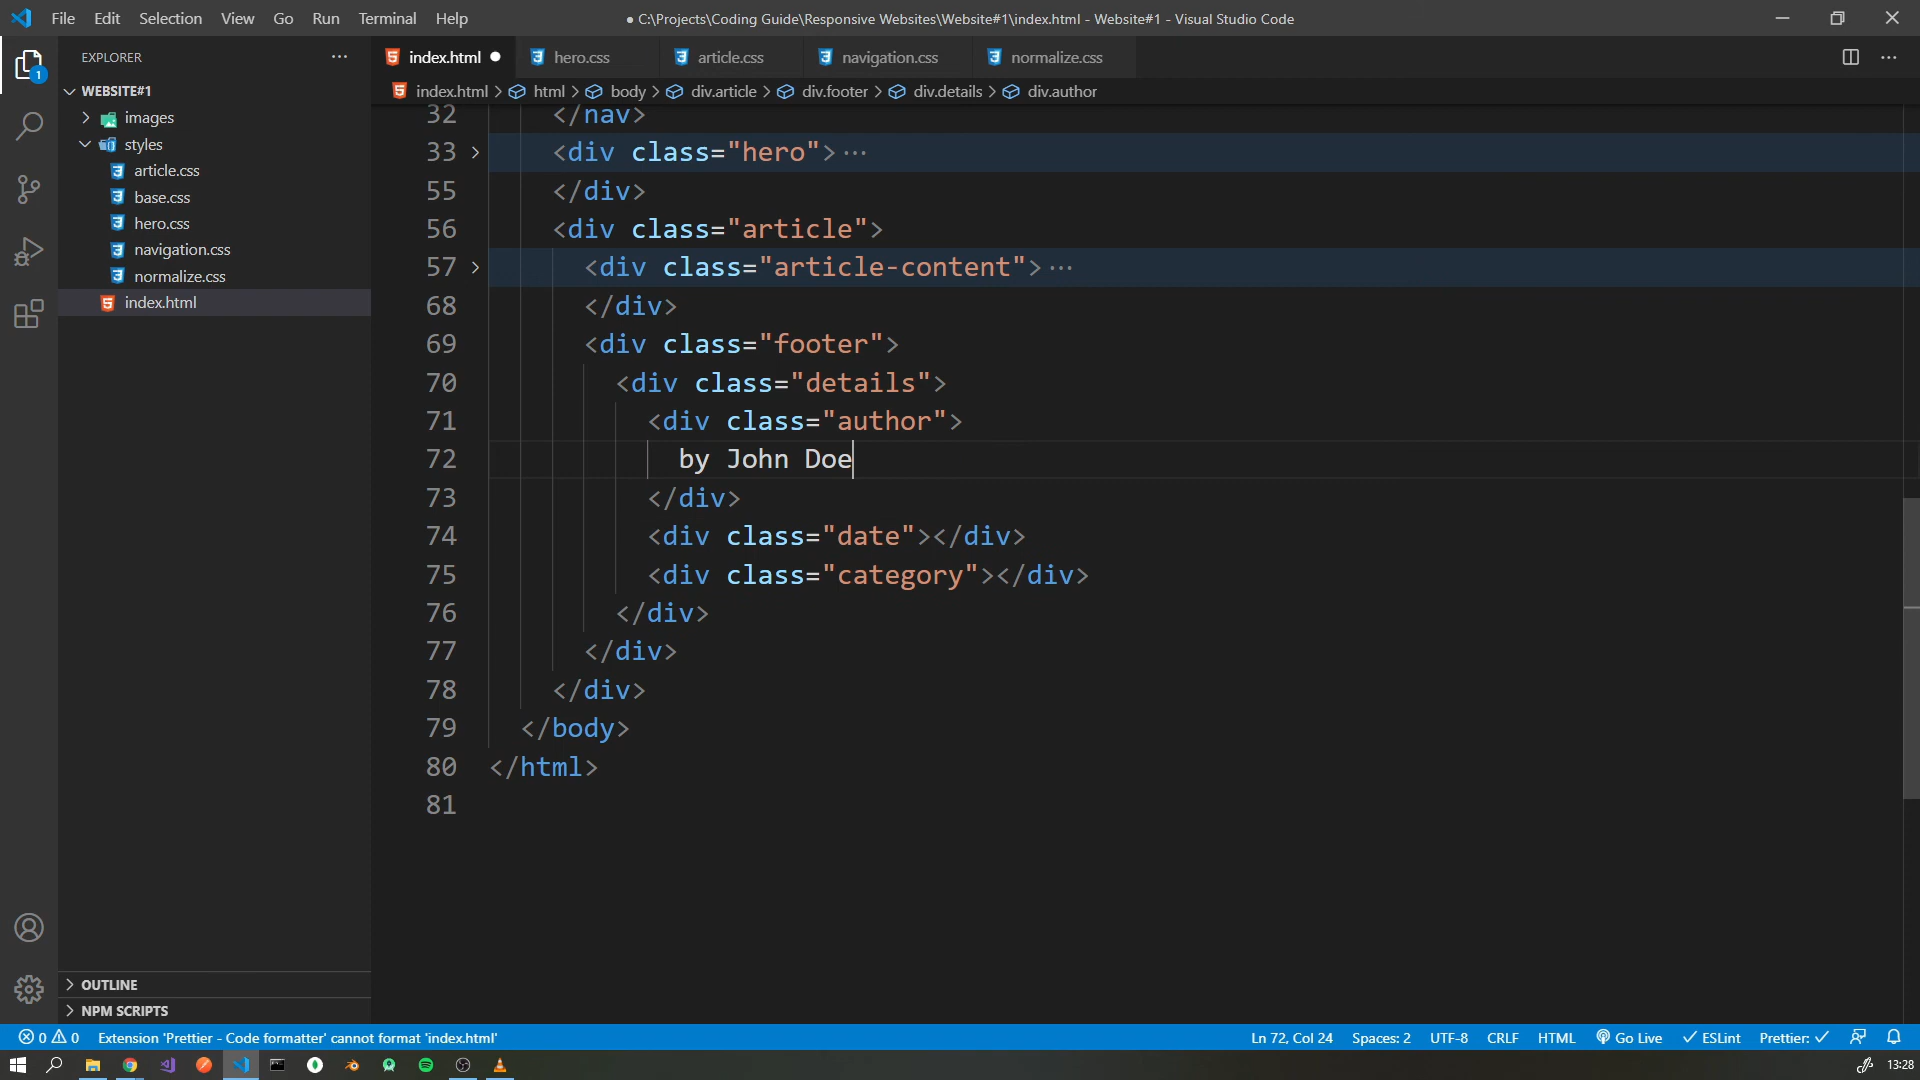 File Edit Selection View Go Run Terminal Help
● C:\Projects\Coding Guide\Responsive Websites\Website#1\index.html - Website#1 - Visual Studio Code
EXPLORER
index.html
hero.css
article.css
navigation.css
normalize.css
index.html > html > body > div.article > div.footer > div.details > div.author
1
WEBSITE#1
images
styles
article.css
base.css
hero.css
navigation.css
normalize.css
index.html
32 </nav>
33 <div class="hero">···
55 </div>
56 <div class="article">
57 <div class="article-content">···
68 </div>
69 <div class="footer">
70 <div class="details">
71 <div class="author">
72 by John Doe
73 </div>
74 <div class="date"></div>
75 <div class="category"></div>
76 </div>
77 </div>
78 </div>
79 </body>
80 </html>
81
OUTLINE
NPM SCRIPTS
0 0 Extension 'Prettier - Code formatter' cannot format 'index.html'
Ln 72, Col 24 Spaces: 2 UTF-8 CRLF HTML Go Live ESLint Prettier: ✓
13:28